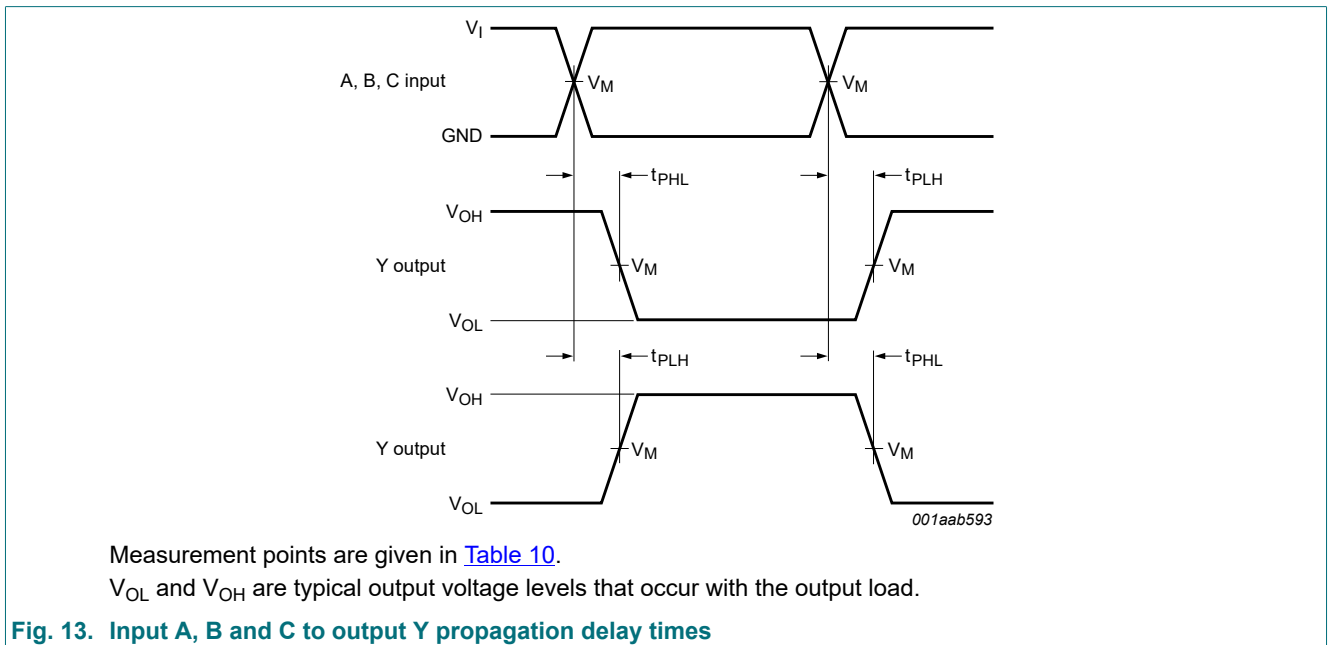 VI
A, B, C input
VM
VM
GND
tPHL
tPLH
VOH
Y output
VM
VM
VOL
tPLH
tPHL
VOH
Y output
VM
VM
VOL
001aab593
Measurement points are given in Table 10.
VOL and VOH are typical output voltage levels that occur with the output load.
Fig. 13. Input A, B and C to output Y propagation delay times